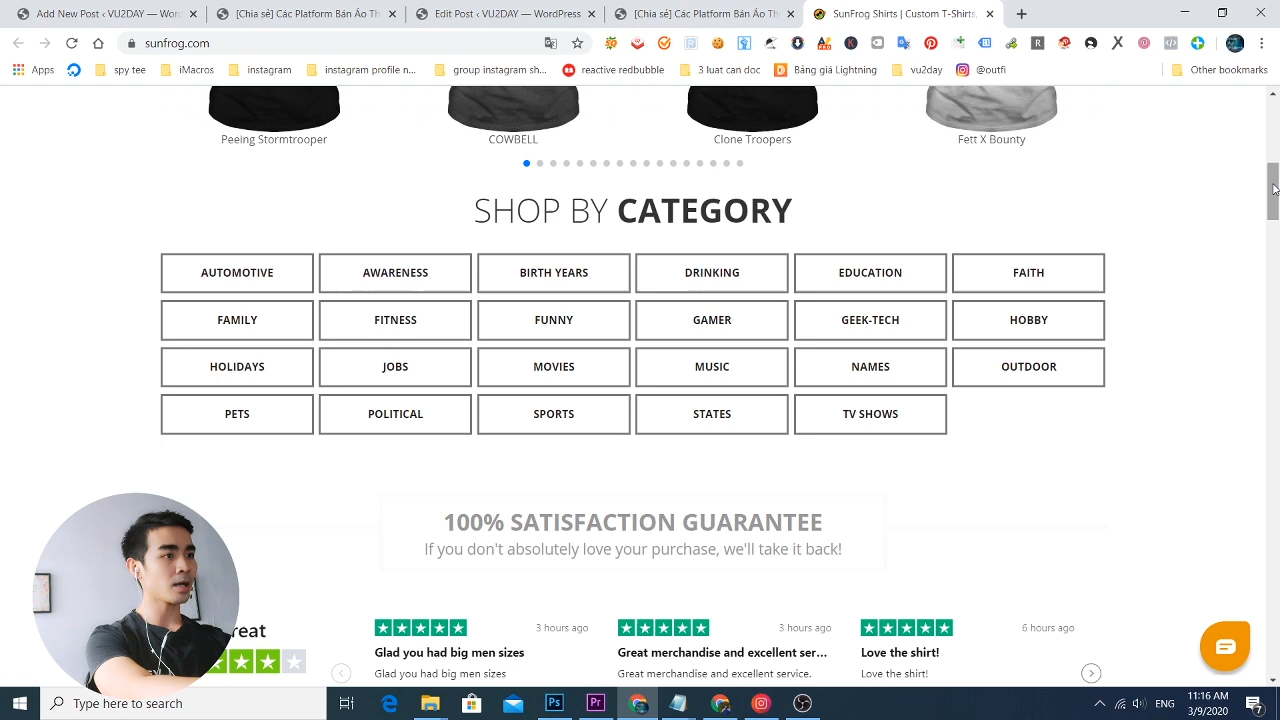 Add New Post ‹ VU2DAY — Wor
[Chia sẻ] Các Platform Bán Áo Th
Edit Post ‹ VU2DAY — WordPress
[Chia sẻ] Các Platform Bán Áo Th
SunFrog Shirts | Custom T-Shirts,
sunfrog.com
Apps
spy tee
iMacros
instagram
instagram profile n...
group instagram sh...
reactive redbubble
3 luat can doc
Bảng giá Lightning
vu2day
@outfi
Other bookmarks
Peeing Stormtrooper
COWBELL
Clone Troopers
Fett X Bounty
SHOP BY CATEGORY
AUTOMOTIVE
AWARENESS
BIRTH YEARS
DRINKING
EDUCATION
FAITH
FAMILY
FITNESS
FUNNY
GAMER
GEEK-TECH
HOBBY
HOLIDAYS
JOBS
MOVIES
MUSIC
NAMES
OUTDOOR
PETS
POLITICAL
SPORTS
STATES
TV SHOWS
100% SATISFACTION GUARANTEE
If you don't absolutely love your purchase, we'll take it back!
3 hours ago
3 hours ago
6 hours ago
Glad you had big men sizes
Great merchandise and excellent ser...
Love the shirt!
Glad you had big men sizes
Great merchandise and excellent service.
Love the shirt!
Type here to search
11:16 AM
3/9/2020